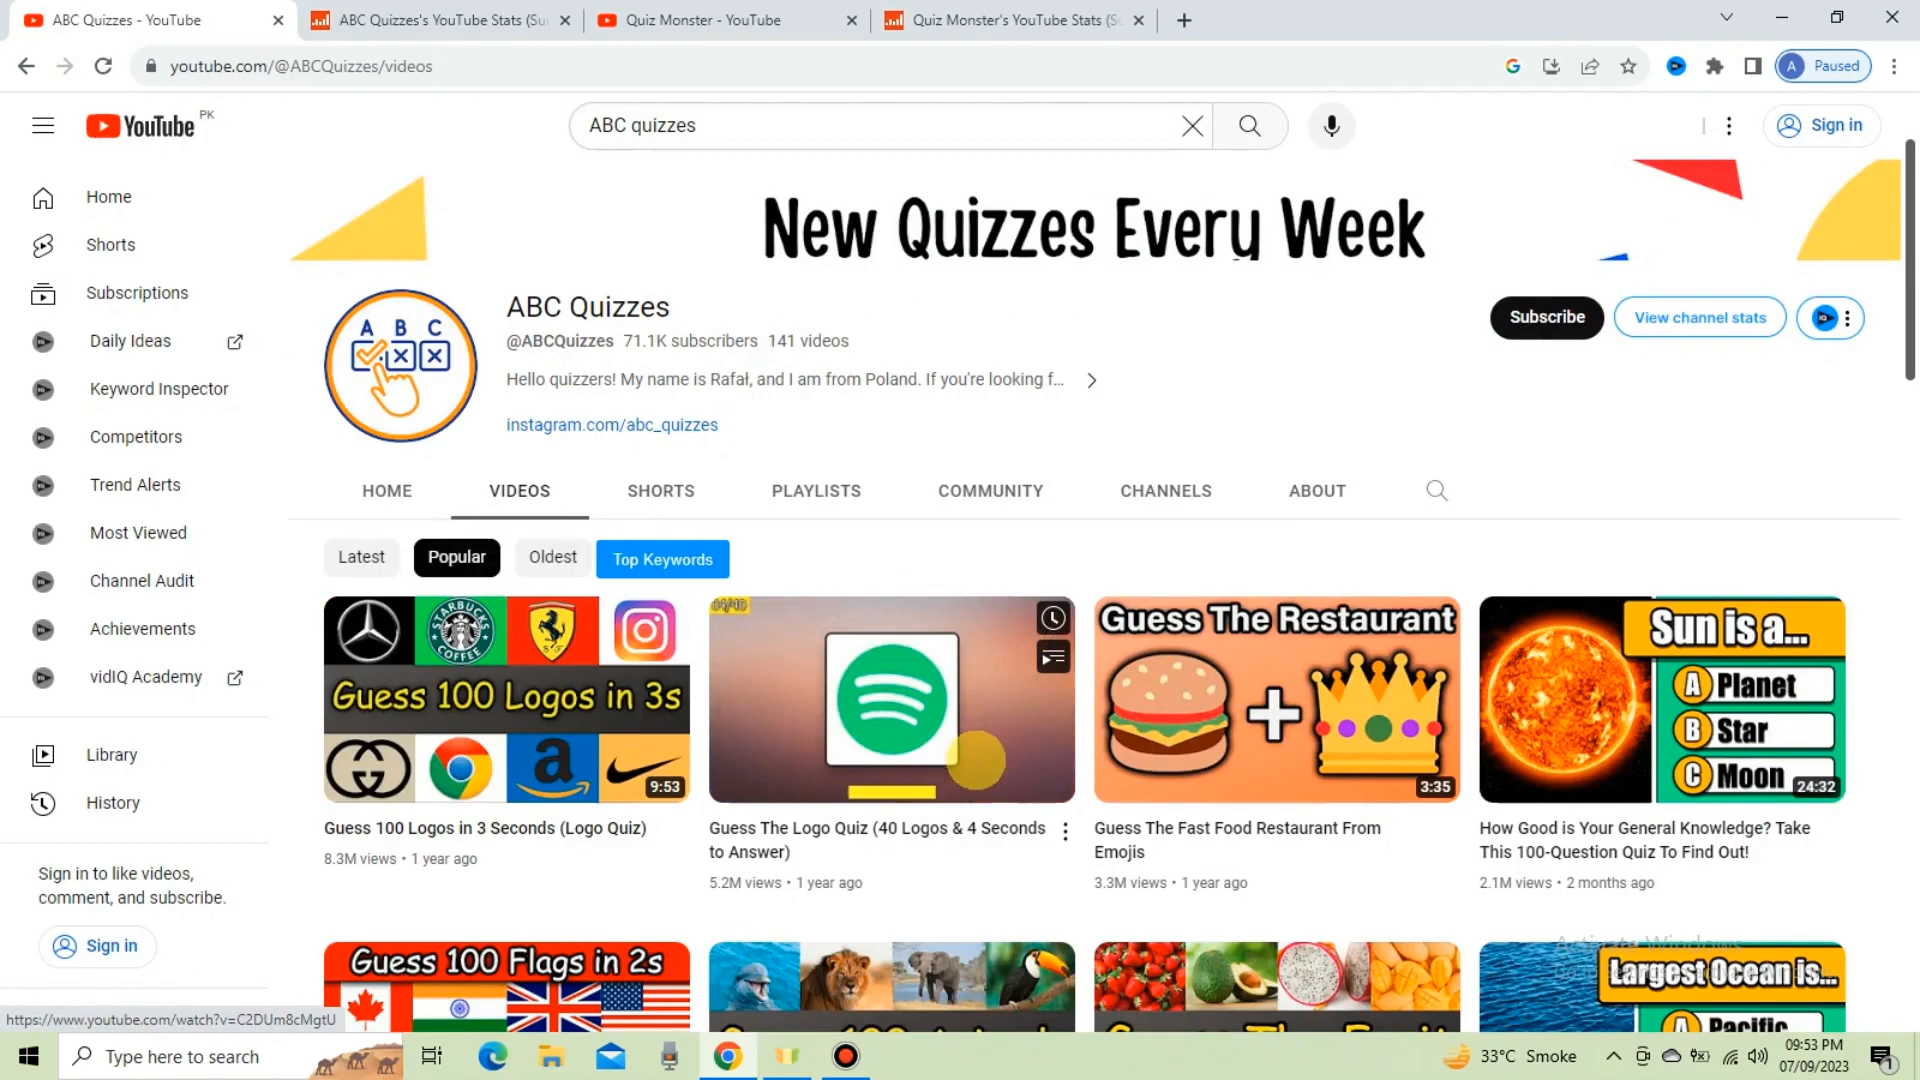 ABC Quizzes - YouTube
ABC Quizzes's YouTube Stats (Su
Quiz Monster - YouTube
Quiz Monster's YouTube Stats (S
youtube.com/@ABCQuizzes/videos
A Paused
YouTube PK
ABC quizzes
Sign in
Home
Shorts
Subscriptions
Daily Ideas
Keyword Inspector
Competitors
Trend Alerts
Most Viewed
Channel Audit
Achievements
vidIQ Academy
Library
History
Sign in to like videos,
comment, and subscribe.
Sign in
New Quizzes Every Week
A B C
ABC Quizzes
@ABCQuizzes 71.1K subscribers 141 videos
Hello quizzers! My name is Rafał, and I am from Poland. If you're looking f...
instagram.com/abc_quizzes
Subscribe
View channel stats
HOME
VIDEOS
SHORTS
PLAYLISTS
COMMUNITY
CHANNELS
ABOUT
Latest
Popular
Oldest
Top Keywords
STARBUCKS
COFFEE
Guess 100 Logos in 3s
9:53
Guess 100 Logos in 3 Seconds (Logo Quiz)
8.3M views • 1 year ago
04/40
Guess The Logo Quiz (40 Logos & 4 Seconds
to Answer)
5.2M views • 1 year ago
Guess The Restaurant
3:35
Guess The Fast Food Restaurant From
Emojis
3.3M views • 1 year ago
Sun is a...
A Planet
B Star
C Moon
24:32
How Good is Your General Knowledge? Take
This 100-Question Quiz To Find Out!
2.1M views • 2 months ago
Guess 100 Flags in 2s
Largest Ocean is...
A Pacific
Activate Windows
https://www.youtube.com/watch?v=C2DUm8cMgtU
Type here to search
33°C Smoke
09:53 PM
07/09/2023
1